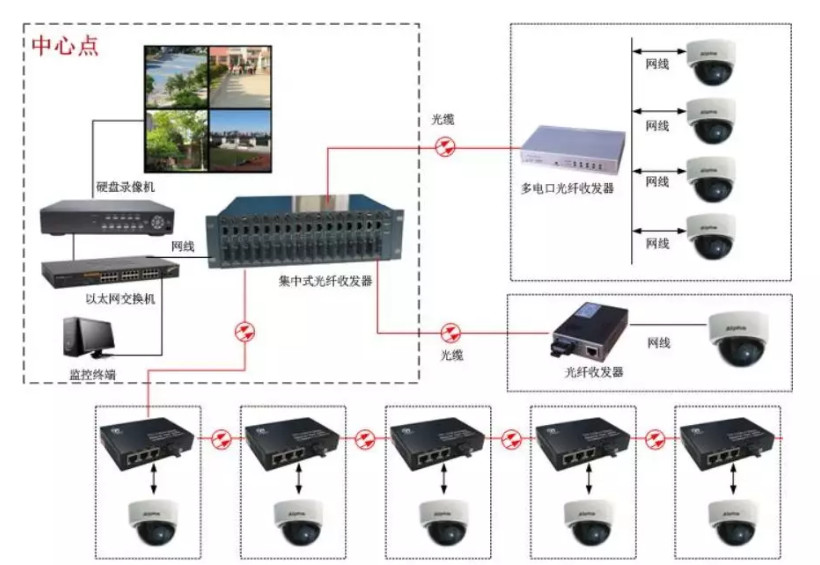 中心点
硬盘录像机
网线
以太网交换机
监控终端
集中式光纤收发器
光缆
多电口光纤收发器
网线
网线
网线
网线
光缆
光纤收发器
网线